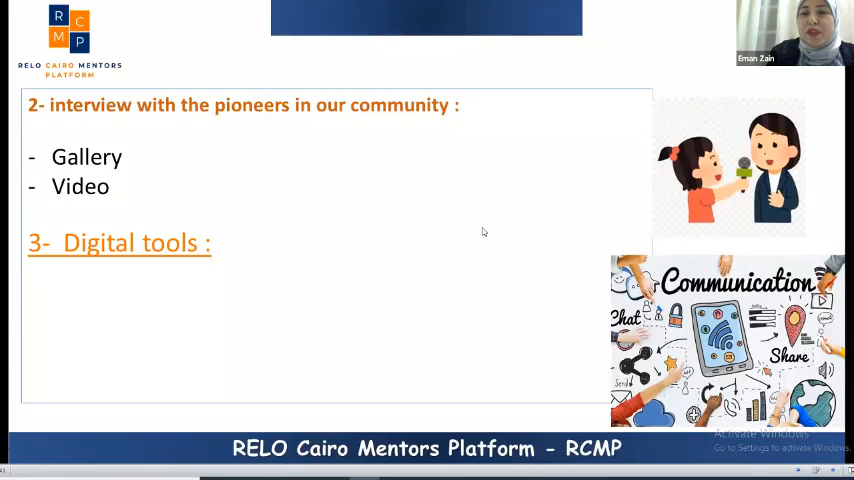 R C
M P
RELO CAIRO MENTORS
PLATFORM
Eman Zain
2- interview with the pioneers in our community :
- Gallery
- Video
3- Digital tools :
Communication
Chat
Share
Send
Activate Windows
Go to Settings to activate Windows.
RELO Cairo Mentors Platform - RCMP